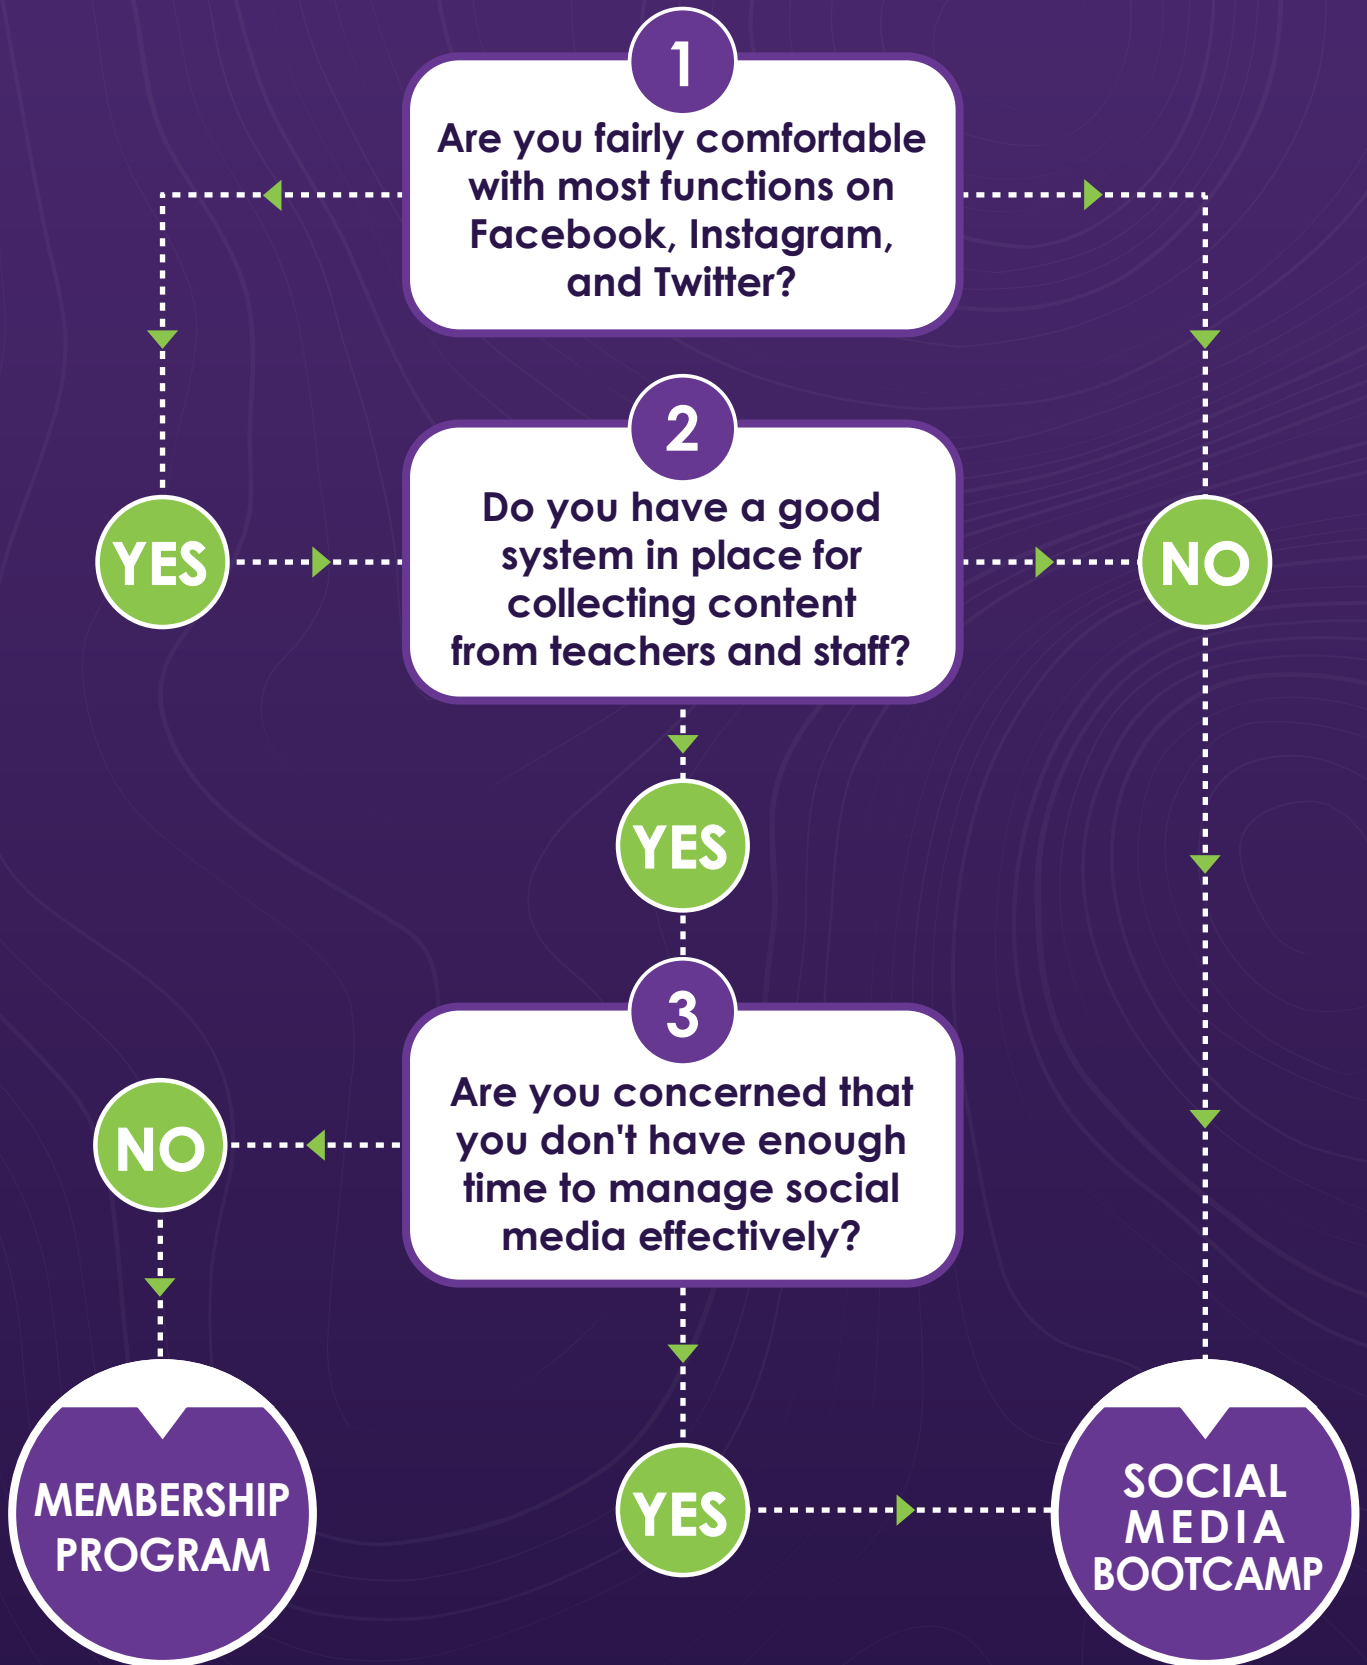 1
Are you fairly comfortable
with most functions on
Facebook, Instagram,
and Twitter?
2
Do you have a good
system in place for
collecting content
from teachers and staff?
YES
NO
YES
3
Are you concerned that
you don't have enough
time to manage social
media effectively?
NO
MEMBERSHIP
PROGRAM
YES
SOCIAL
MEDIA
BOOTCAMP